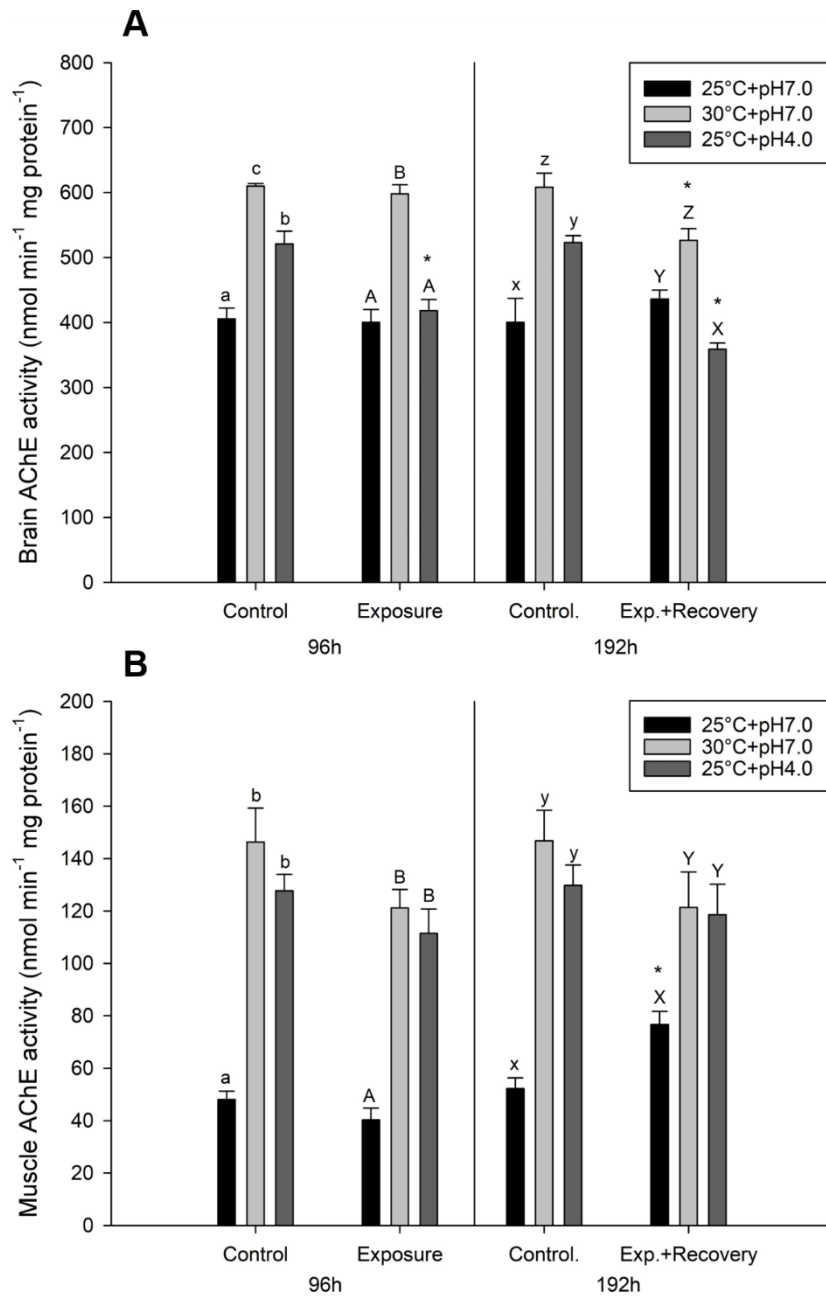 A
Brain AChE activity (nmol min⁻¹ mg protein⁻¹)
800
700
600
500
400
300
200
100
0
25°C+pH7.0
30°C+pH7.0
25°C+pH4.0
a
c
b
A
B
*
A
x
z
y
Y
*
Z
*
X
Control
Exposure
Control.
Exp.+Recovery
96h
192h
B
Muscle AChE activity (nmol min⁻¹ mg protein⁻¹)
200
180
160
140
120
100
80
60
40
20
0
25°C+pH7.0
30°C+pH7.0
25°C+pH4.0
a
b
b
A
B
B
x
y
y
*
X
Y
Y
Control
Exposure
Control.
Exp.+Recovery
96h
192h